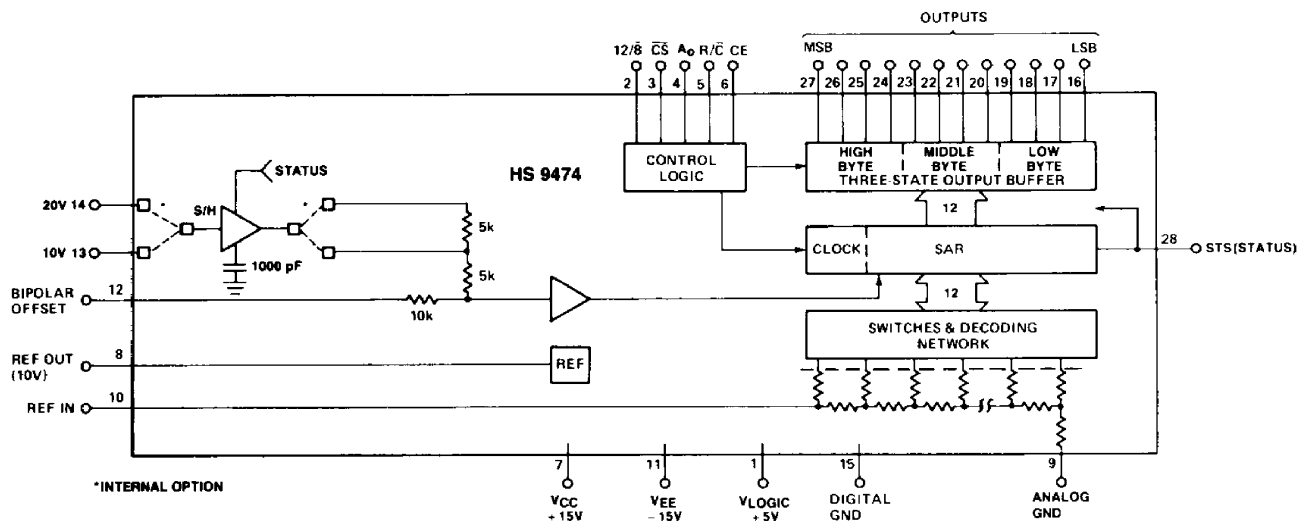 OUTPUTS
12/8̅ C̅S̅ Ao R/C̅ CE
MSB LSB
2 3 4 5 6
27 26 25 24 23 22 21 20 19 18 17 16
CONTROL LOGIC
HIGH BYTE MIDDLE BYTE LOW BYTE
THREE-STATE OUTPUT BUFFER
HS 9474
STATUS
20V 14
*
S/H
*
5k
12
10V 13
1000 pF
5k
CLOCK SAR
28 STS(STATUS)
BIPOLAR OFFSET 12
10k
12
SWITCHES & DECODING NETWORK
REF OUT (10V) 8
REF
REF IN 10
7 11 1 15 9
*INTERNAL OPTION
VCC +15V
VEE -15V
VLOGIC +5V
DIGITAL GND
ANALOG GND